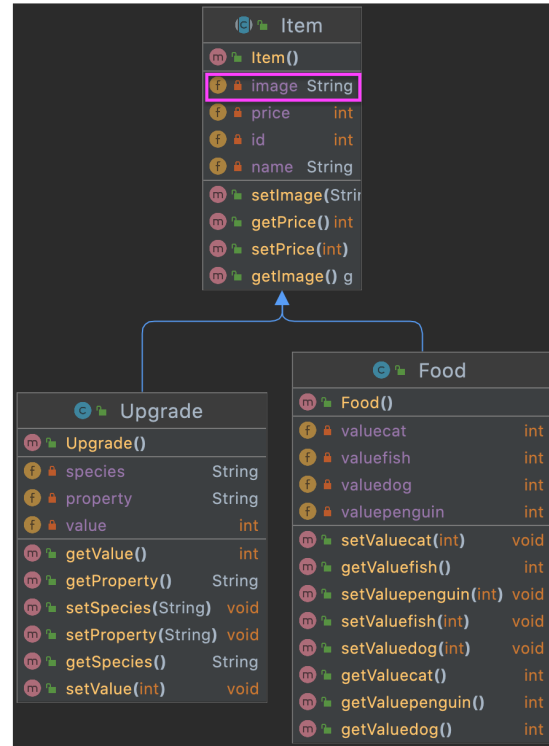 Item
Item()
image String
price int
id int
name String
setImage(Strir
getPrice() int
setPrice(int)
getImage() g
Upgrade
Upgrade()
species String
property String
value int
getValue() int
getProperty() String
setSpecies(String) void
setProperty(String) void
getSpecies() String
setValue(int) void
Food
Food()
valuecat int
valuefish int
valuedog int
valuepenguin int
setValuecat(int) void
getValuefish() int
setValuepenguin(int) void
setValuefish(int) void
setValuedog(int) void
getValuecat() int
getValuepenguin() int
getValuedog() int